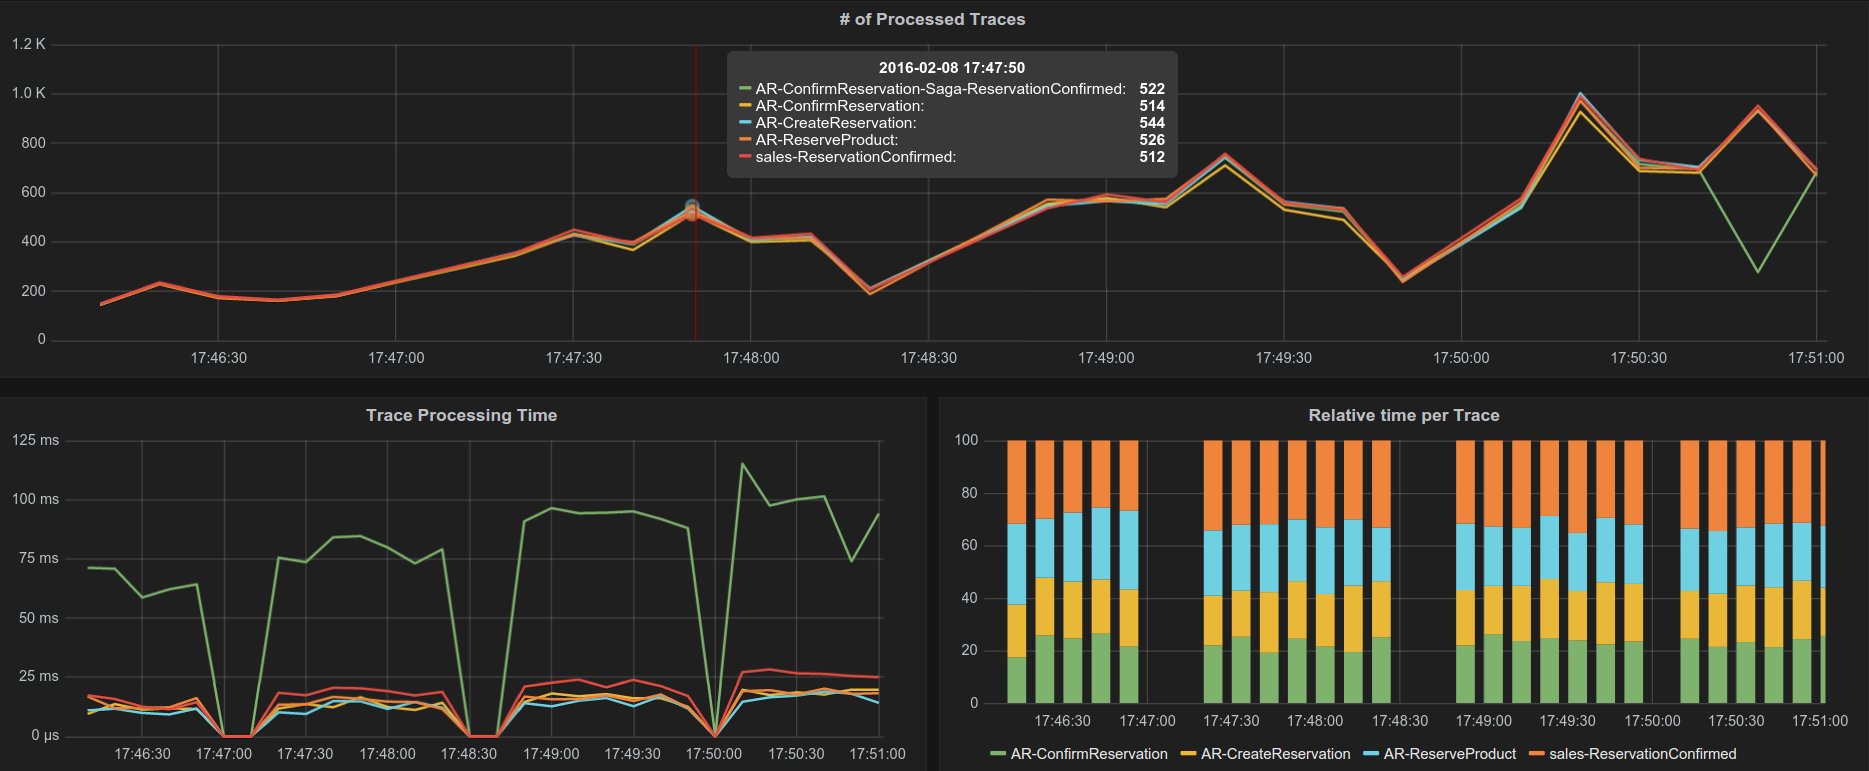 # of Processed Traces
1.2 K
1.0 K
800
600
400
200
0
2016-02-08 17:47:50
AR-ConfirmReservation-Saga-ReservationConfirmed: 522
AR-ConfirmReservation: 514
AR-CreateReservation: 544
AR-ReserveProduct: 526
sales-ReservationConfirmed: 512
17:46:30 17:47:00 17:47:30 17:48:00 17:48:30 17:49:00 17:49:30 17:50:00 17:50:30 17:51:00
Trace Processing Time
125 ms
100 ms
75 ms
50 ms
25 ms
0 µs
17:46:30 17:47:00 17:47:30 17:48:00 17:48:30 17:49:00 17:49:30 17:50:00 17:50:30 17:51:00
Relative time per Trace
100
80
60
40
20
0
17:46:30 17:47:00 17:47:30 17:48:00 17:48:30 17:49:00 17:49:30 17:50:00 17:50:30 17:51:00
AR-ConfirmReservation AR-CreateReservation AR-ReserveProduct sales-ReservationConfirmed